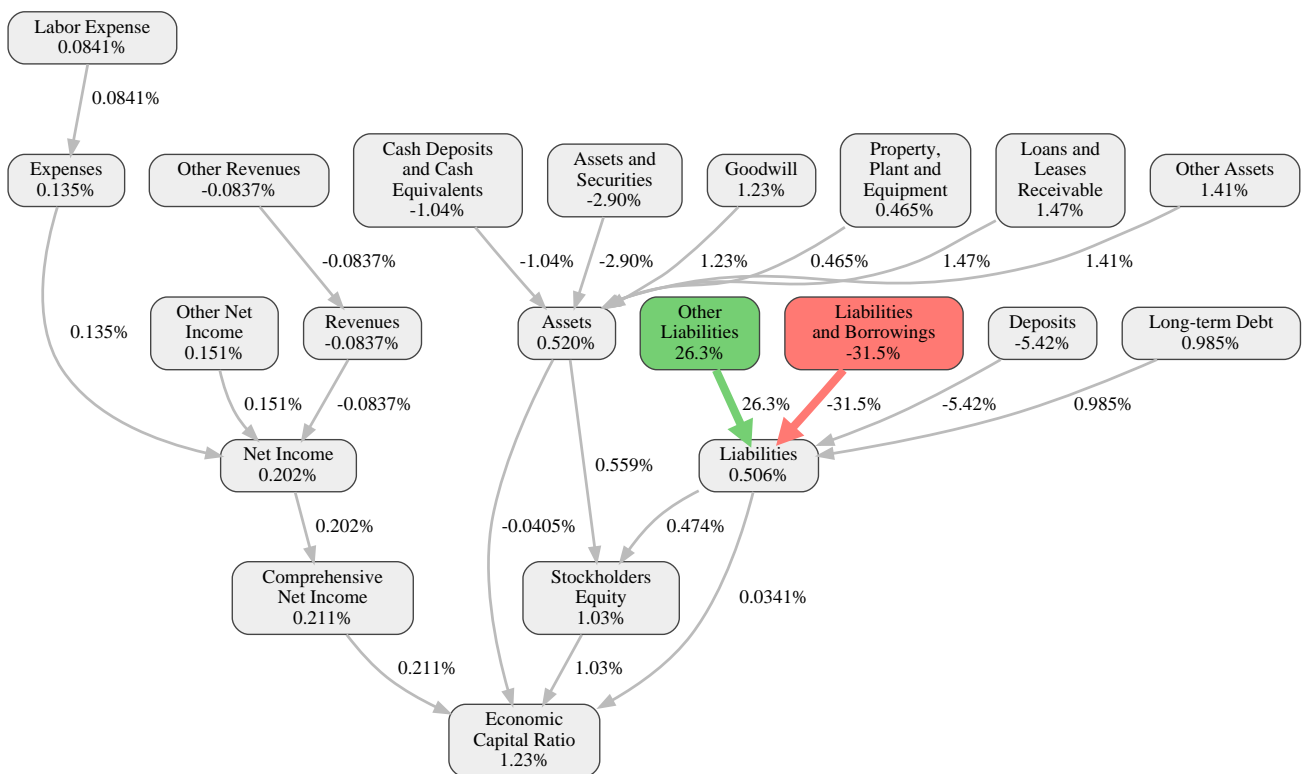 Labor Expense
0.0841%
0.0841%
Expenses
0.135%
Other Revenues
-0.0837%
Cash Deposits
and Cash
Equivalents
-1.04%
Assets and
Securities
-2.90%
Goodwill
1.23%
Property,
Plant and
Equipment
0.465%
Loans and
Leases
Receivable
1.47%
Other Assets
1.41%
-0.0837%
-1.04%
-2.90%
1.23%
0.465%
1.47%
1.41%
0.135%
Other Net
Income
0.151%
Revenues
-0.0837%
Assets
0.520%
Other
Liabilities
26.3%
Liabilities
and Borrowings
-31.5%
Deposits
-5.42%
Long-term Debt
0.985%
0.151%
-0.0837%
26.3%
-31.5%
-5.42%
0.985%
Net Income
0.202%
0.559%
Liabilities
0.506%
0.202%
-0.0405%
0.474%
Comprehensive
Net Income
0.211%
Stockholders
Equity
1.03%
0.0341%
0.211%
1.03%
Economic
Capital Ratio
1.23%